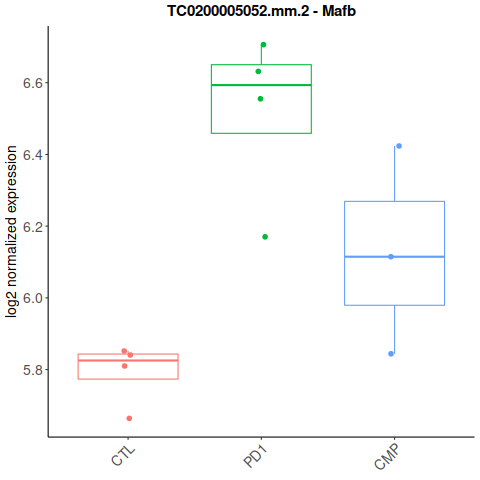 TC0200005052.mm.2 - Mafb
log2 normalized expression
6.6
6.4
6.2
6.0
5.8
CTL
PD1
CMP